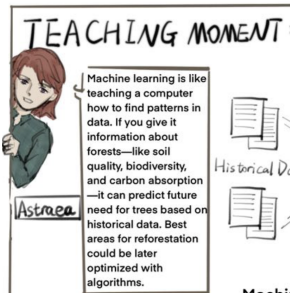 TEACHING MOMENT
Machine learning is like
teaching a computer
how to find patterns in
data. If you give it
information about
forests—like soil
quality, biodiversity,
and carbon absorption
—it can predict future
need for trees based on
historical data. Best
areas for reforestation
could be later
optimized with
algorithms.
Astraea
Historical